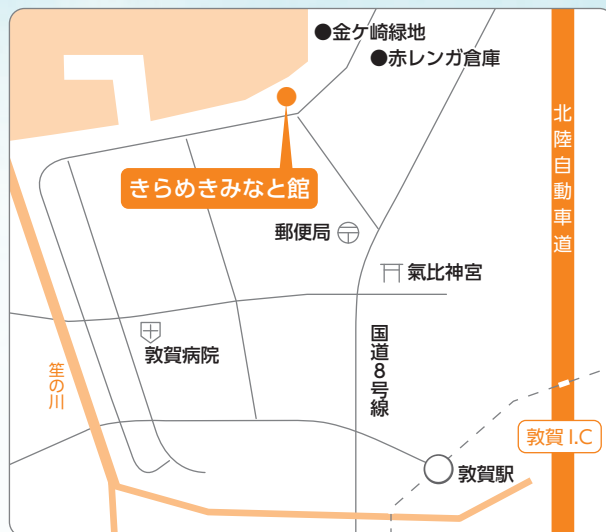 ●金ケ崎緑地
●赤レンガ倉庫
北陸自動車道
きらめきみなと館
郵便局
氣比神宮
国道8号線
敦賀病院
笙の川
敦賀I.C
敦賀駅